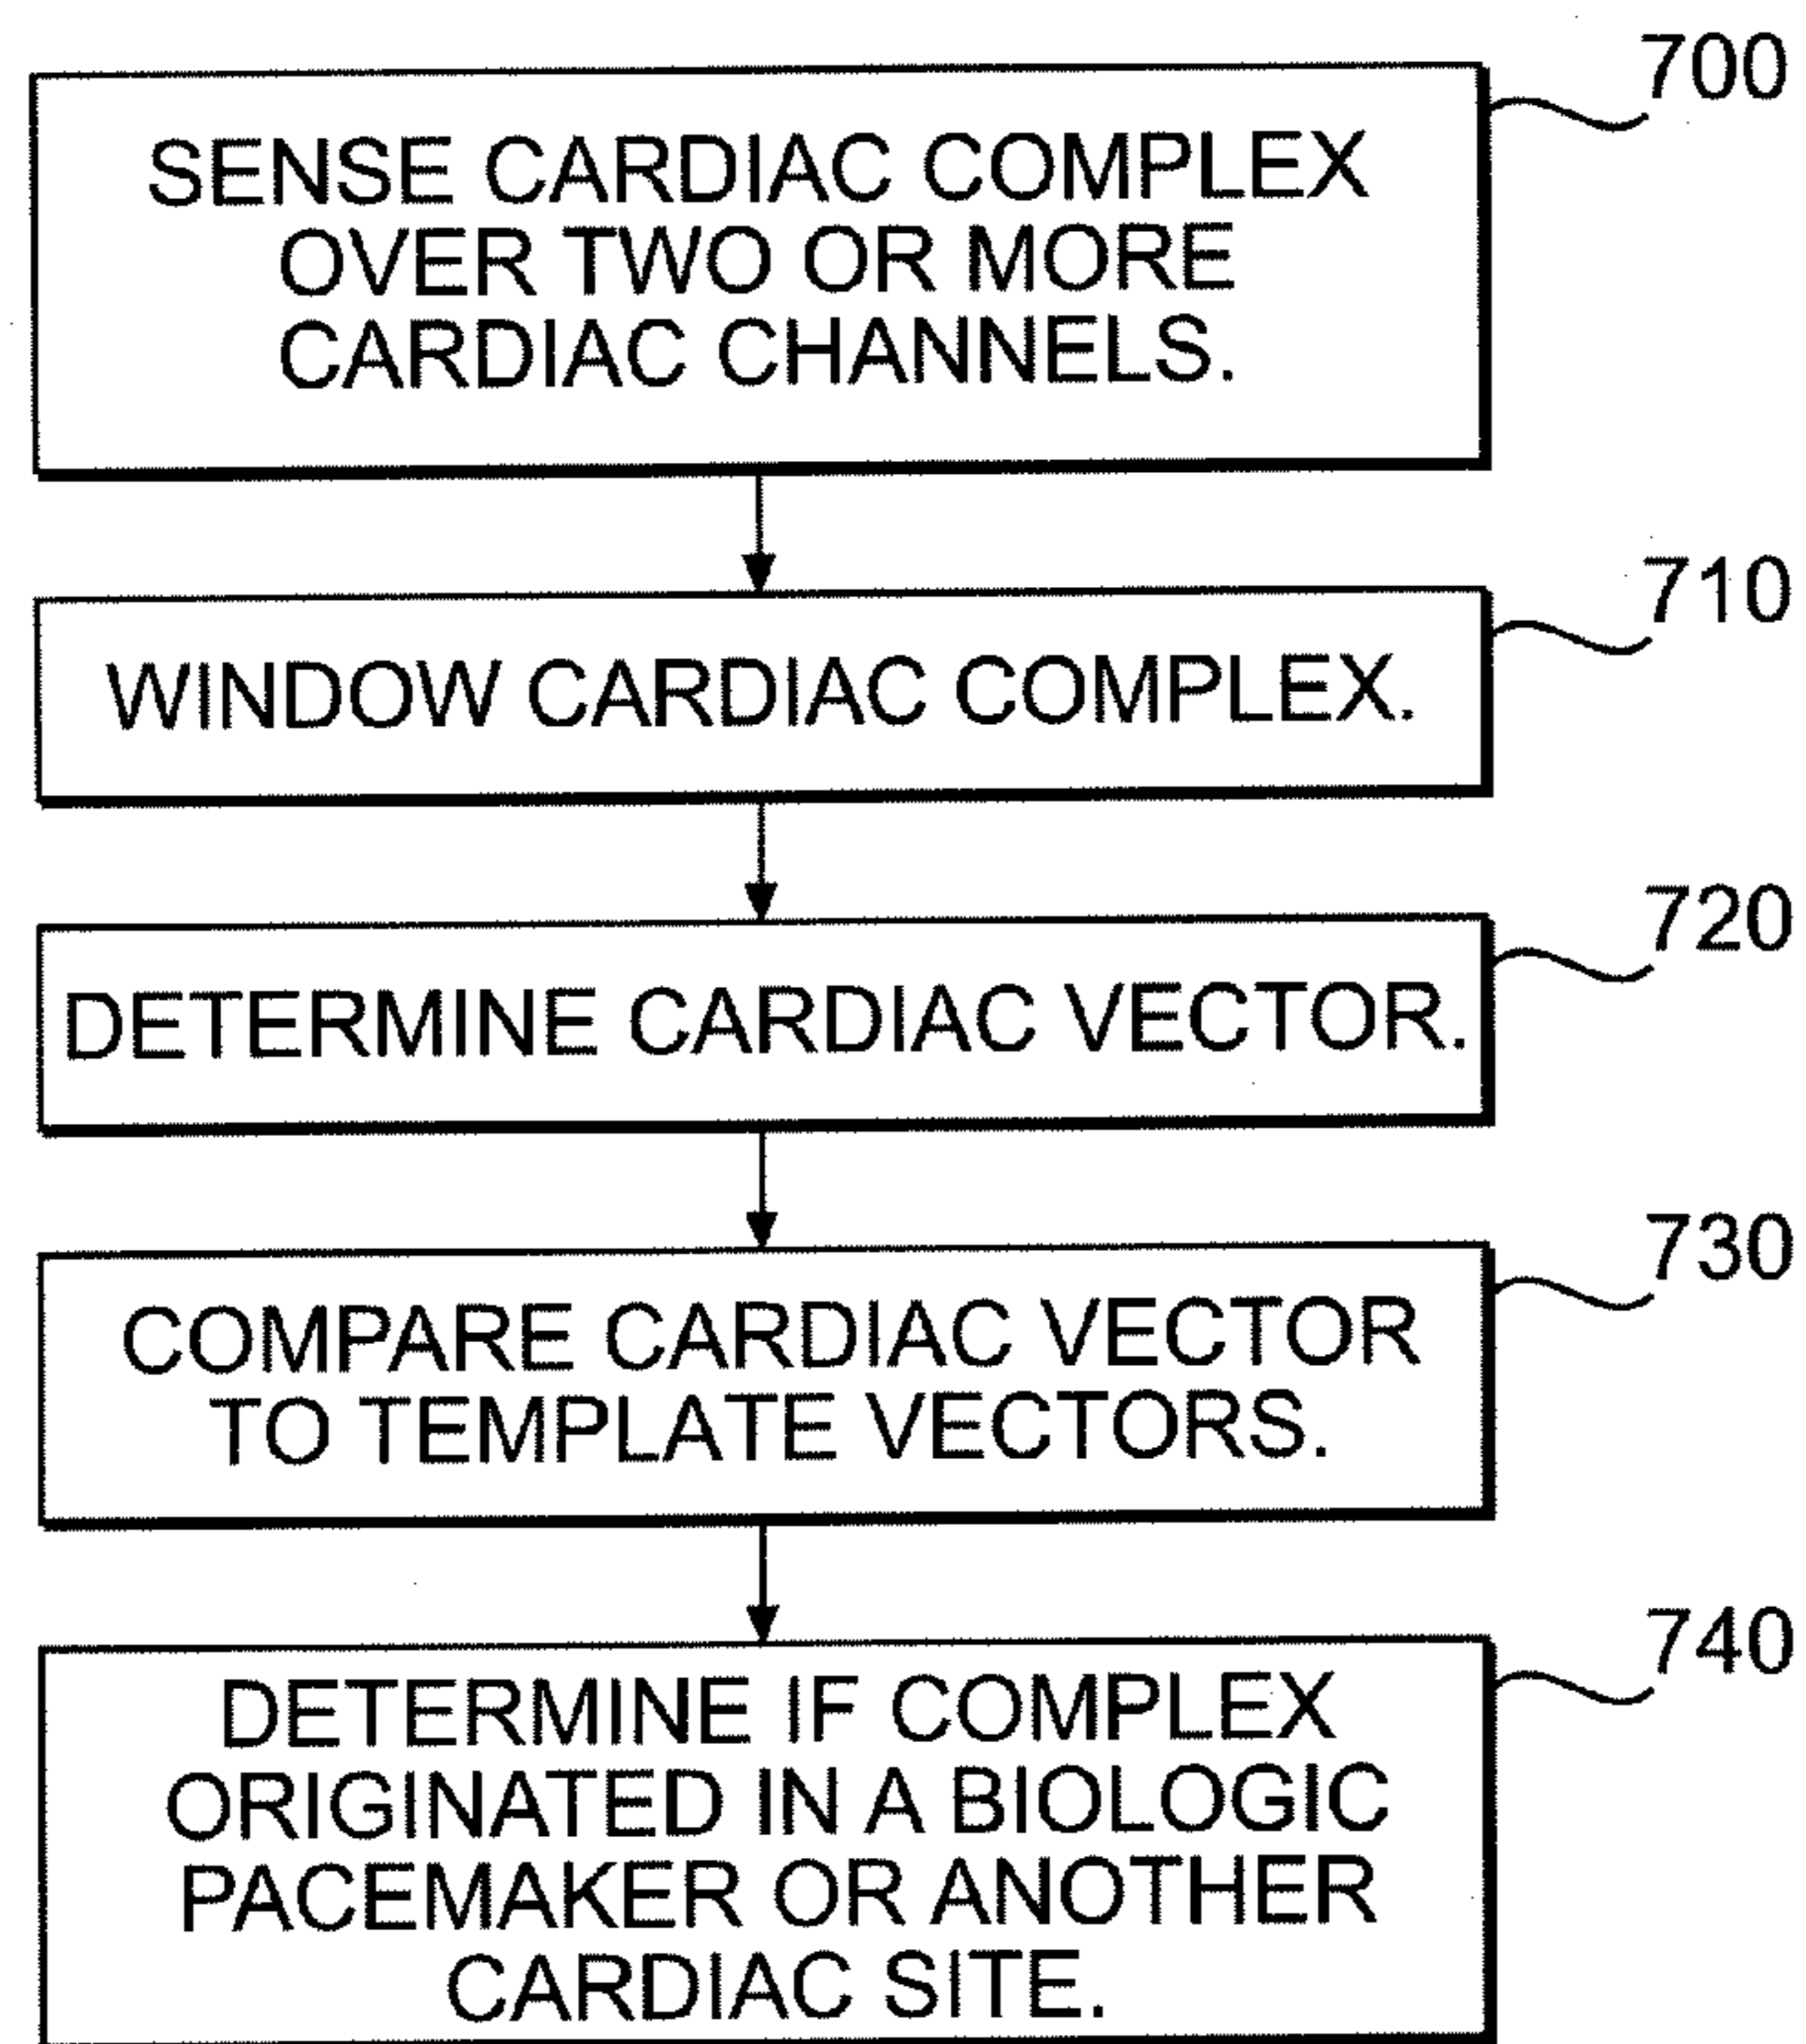 700
SENSE CARDIAC COMPLEX
OVER TWO OR MORE
CARDIAC CHANNELS.
710
WINDOW CARDIAC COMPLEX.
720
DETERMINE CARDIAC VECTOR.
730
COMPARE CARDIAC VECTOR
TO TEMPLATE VECTORS.
740
DETERMINE IF COMPLEX
ORIGINATED IN A BIOLOGIC
PACEMAKER OR ANOTHER
CARDIAC SITE.